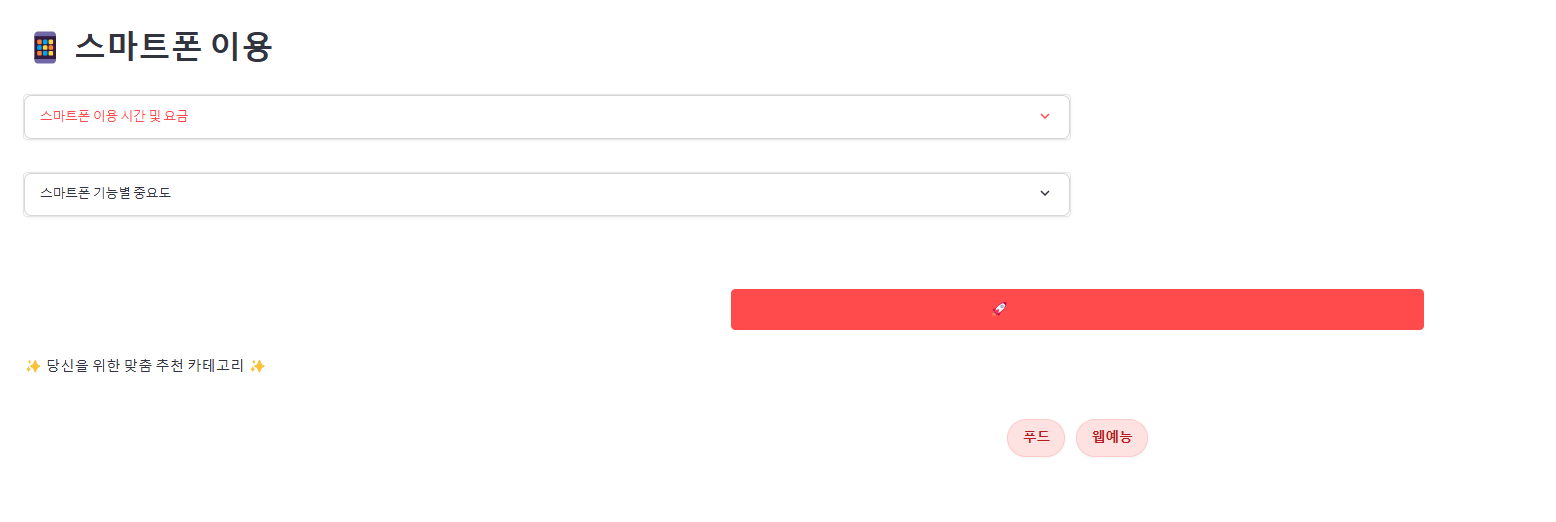 스마트폰 이용
스마트폰 이용 시간 및 요금
스마트폰 기능별 중요도
✨ 당신을 위한 맞춤 추천 카테고리 ✨
푸드 웹예능